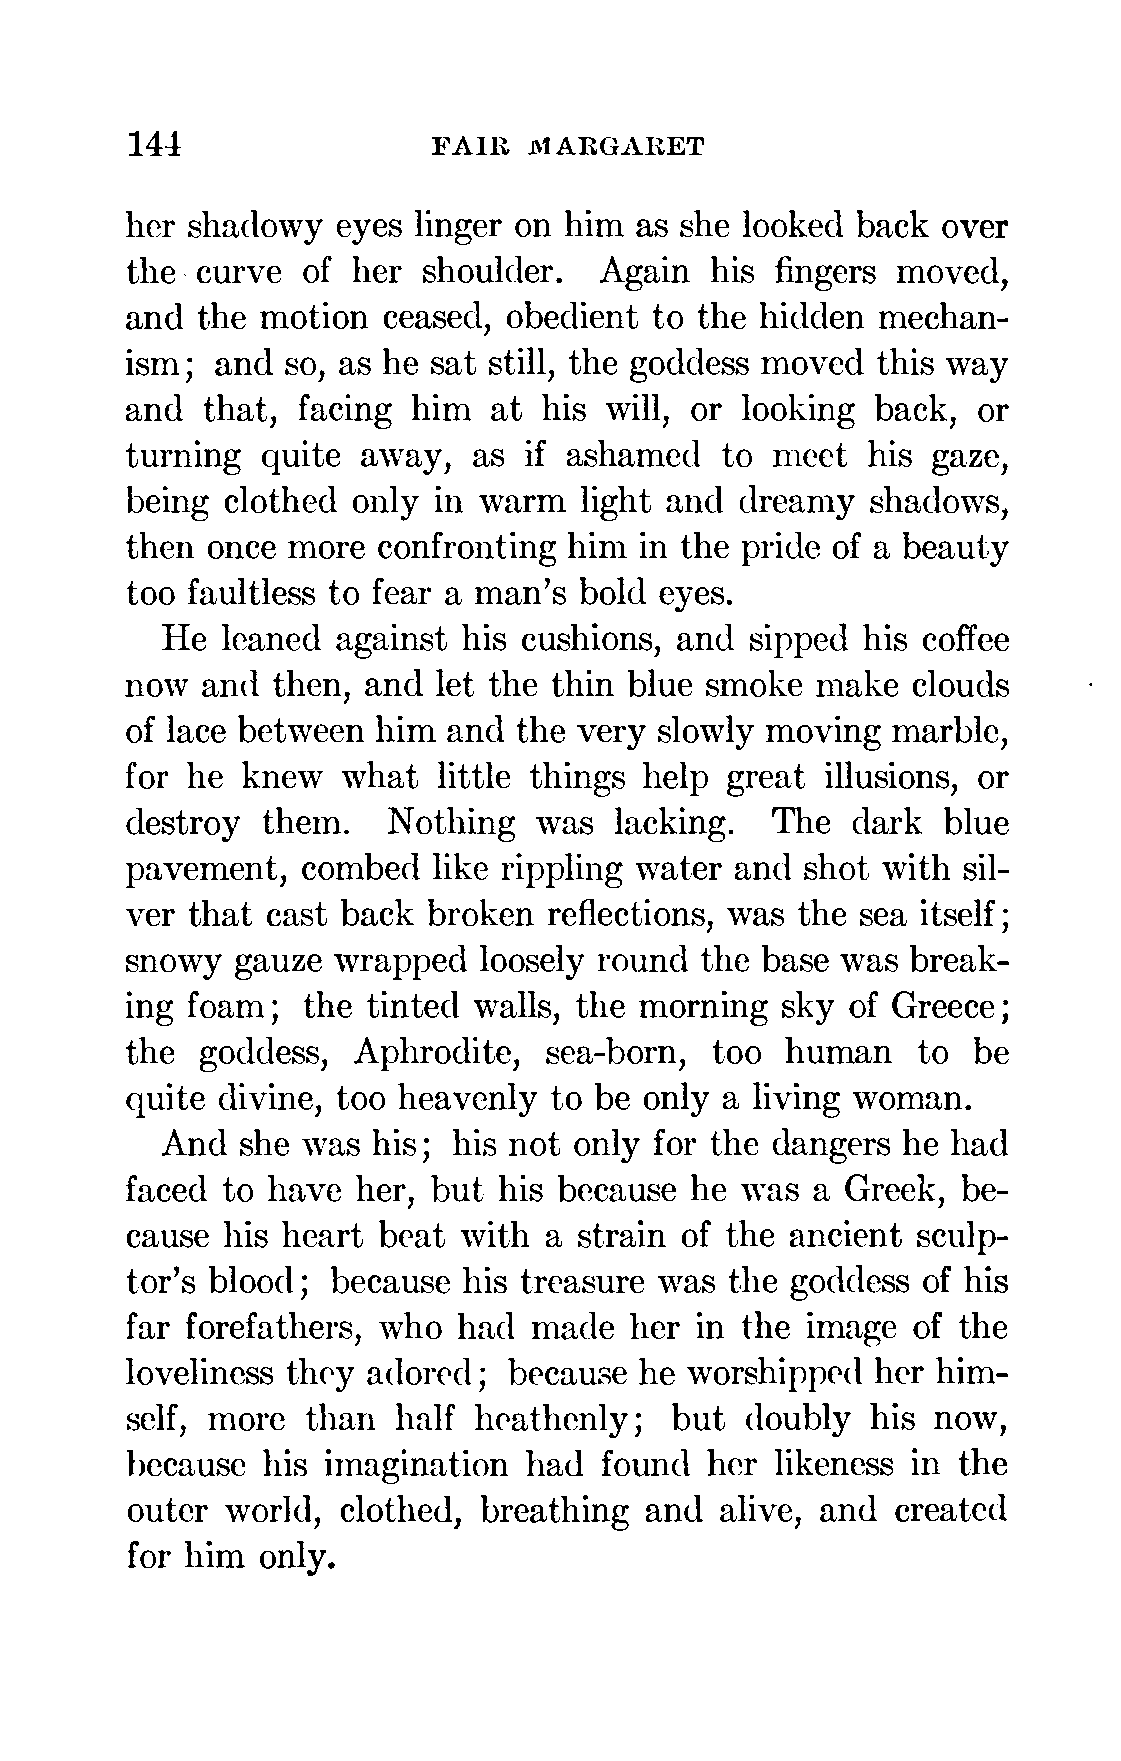 144 FAIR MARGARET
her shadowy eyes linger on him as she looked back over
the curve of her shoulder. Again his fingers moved,
and the motion ceased, obedient to the hidden mechan-
ism; and so, as he sat still, the goddess moved this way
and that, facing him at his will, or looking back, or
turning quite away, as if ashamed to meet his gaze,
being clothed only in warm light and dreamy shadows,
then once more confronting him in the pride of a beauty
too faultless to fear a man's bold eyes.
He leaned against his cushions, and sipped his coffee
now and then, and let the thin blue smoke make clouds
of lace between him and the very slowly moving marble,
for he knew what little things help great illusions, or
destroy them. Nothing was lacking. The dark blue
pavement, combed like rippling water and shot with sil-
ver that cast back broken reflections, was the sea itself;
snowy gauze wrapped loosely round the base was break-
ing foam; the tinted walls, the morning sky of Greece;
the goddess, Aphrodite, sea-born, too human to be
quite divine, too heavenly to be only a living woman.
And she was his; his not only for the dangers he had
faced to have her, but his because he was a Greek, be-
cause his heart beat with a strain of the ancient sculp-
tor's blood; because his treasure was the goddess of his
far forefathers, who had made her in the image of the
loveliness they adored; because he worshipped her him-
self, more than half heathenly; but doubly his now,
because his imagination had found her likeness in the
outer world, clothed, breathing and alive, and created
for him only.